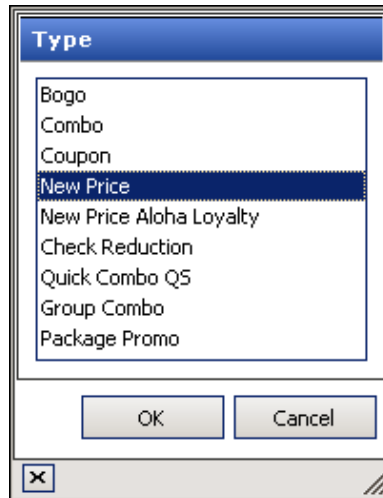 Type
Bogo
Combo
Coupon
New Price
New Price Aloha Loyalty
Check Reduction
Quick Combo QS
Group Combo
Package Promo
OK
Cancel